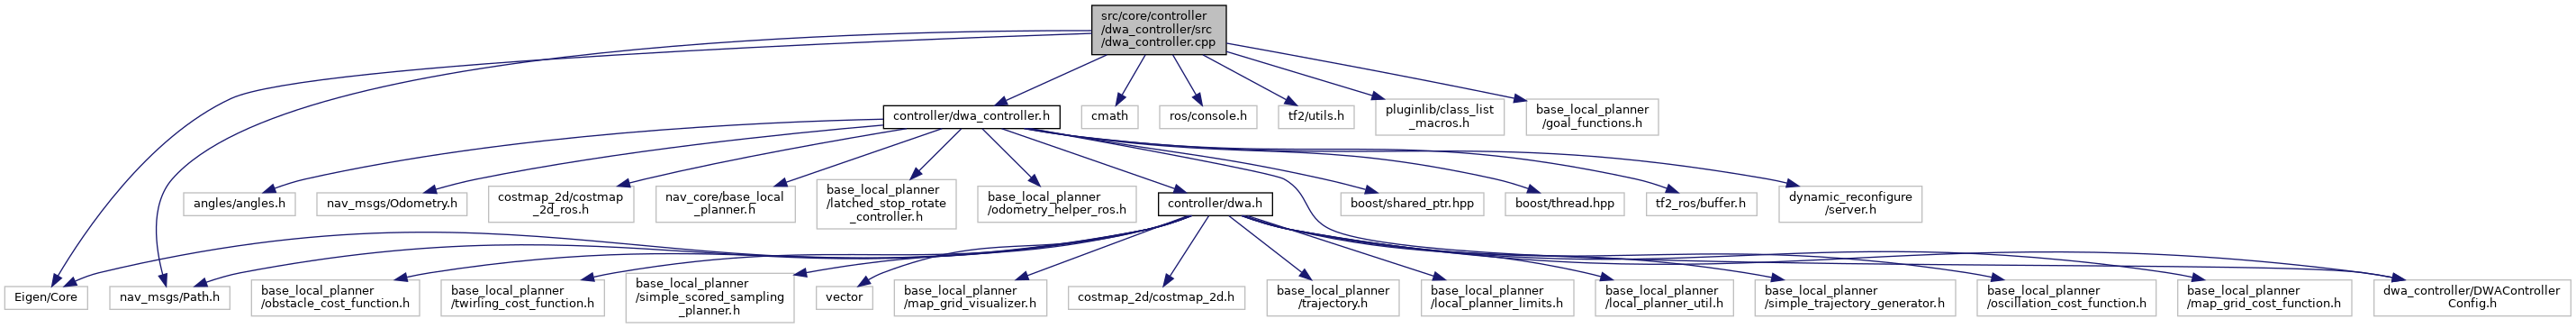 src/core/controller
/dwa_controller/src
/dwa_controller.cpp
controller/dwa_controller.h
cmath
ros/console.h
tf2/utils.h
pluginlib/class_list
_macros.h
base_local_planner
/goal_functions.h
angles/angles.h
nav_msgs/Odometry.h
costmap_2d/costmap
_2d_ros.h
nav_core/base_local
_planner.h
base_local_planner
/latched_stop_rotate
_controller.h
base_local_planner
/odometry_helper_ros.h
controller/dwa.h
boost/shared_ptr.hpp
boost/thread.hpp
tf2_ros/buffer.h
dynamic_reconfigure
/server.h
Eigen/Core
nav_msgs/Path.h
base_local_planner
/obstacle_cost_function.h
base_local_planner
/twirling_cost_function.h
base_local_planner
/simple_scored_sampling
_planner.h
vector
base_local_planner
/map_grid_visualizer.h
costmap_2d/costmap_2d.h
base_local_planner
/trajectory.h
base_local_planner
/local_planner_limits.h
base_local_planner
/local_planner_util.h
base_local_planner
/simple_trajectory_generator.h
base_local_planner
/oscillation_cost_function.h
base_local_planner
/map_grid_cost_function.h
dwa_controller/DWAController
Config.h